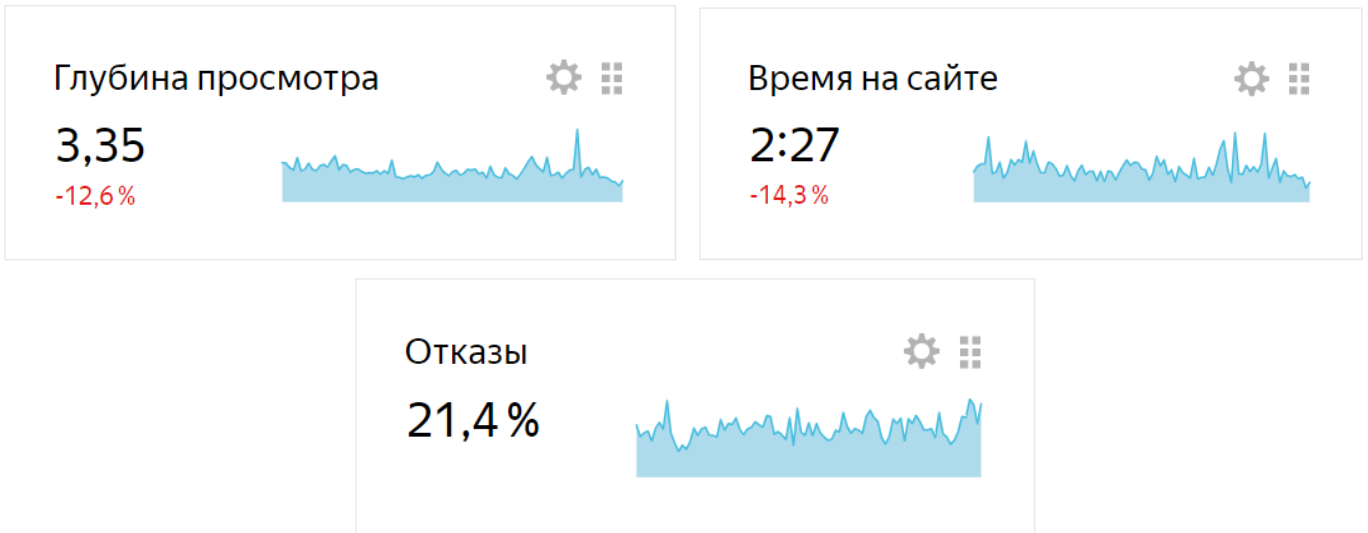 Глубина просмотра
3,35
-12,6 %
Время на сайте
2:27
-14,3 %
Отказы
21,4 %